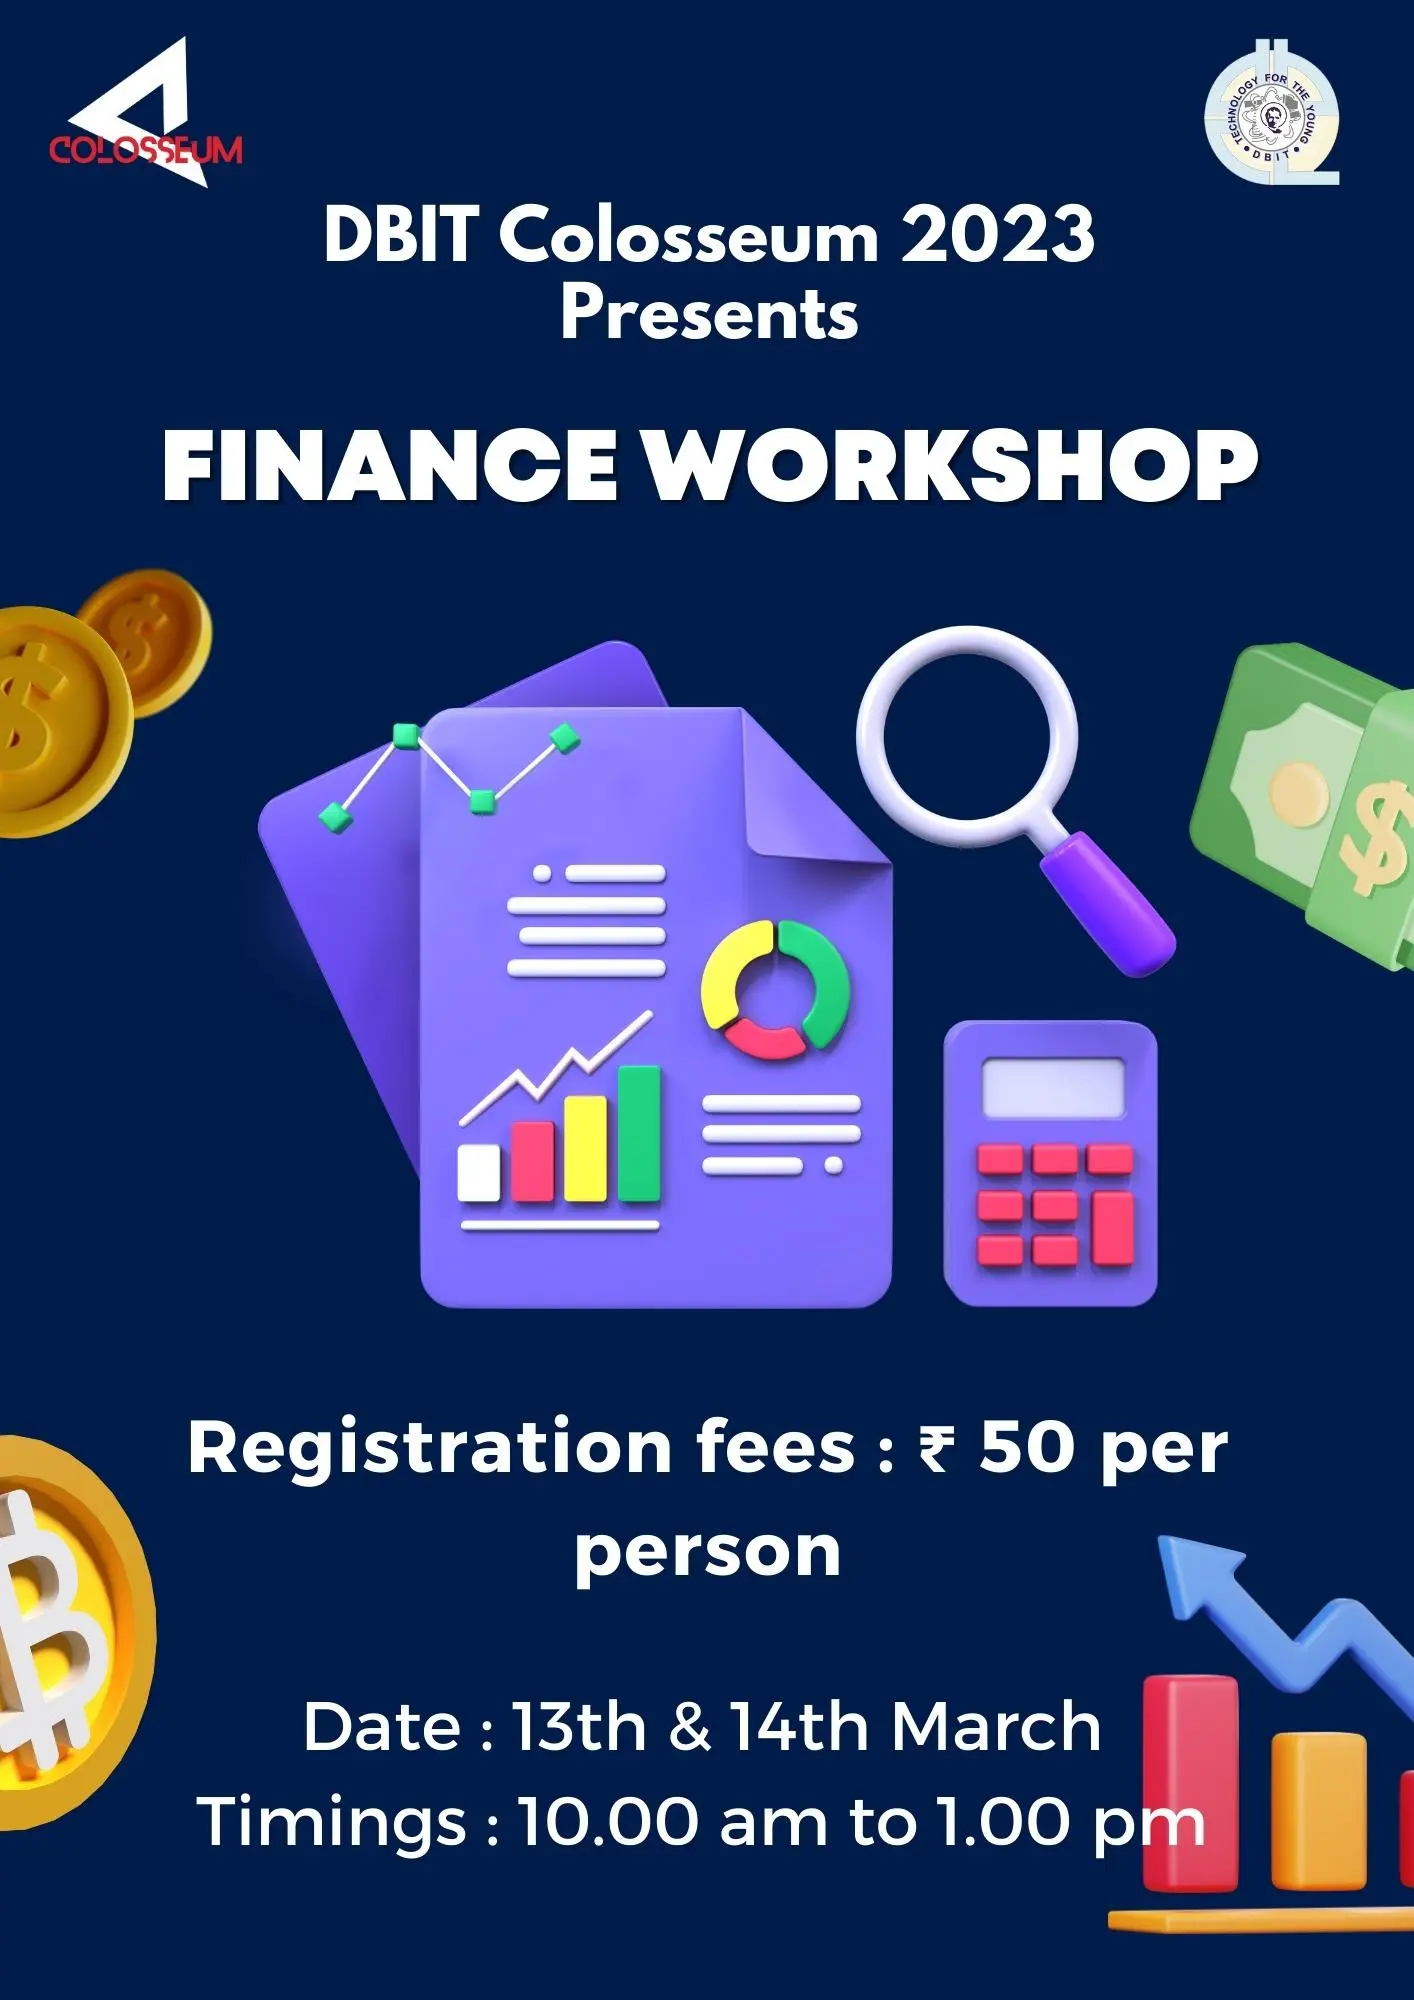 COLOSSEUM
TECHNOLOGY FOR THE YOUNG
• DBIT •
DBIT Colosseum 2023
Presents
FINANCE WORKSHOP
$
$
$
Registration fees : ₹ 50 per
person
Date : 13th & 14th March
Timings : 10.00 am to 1.00 pm